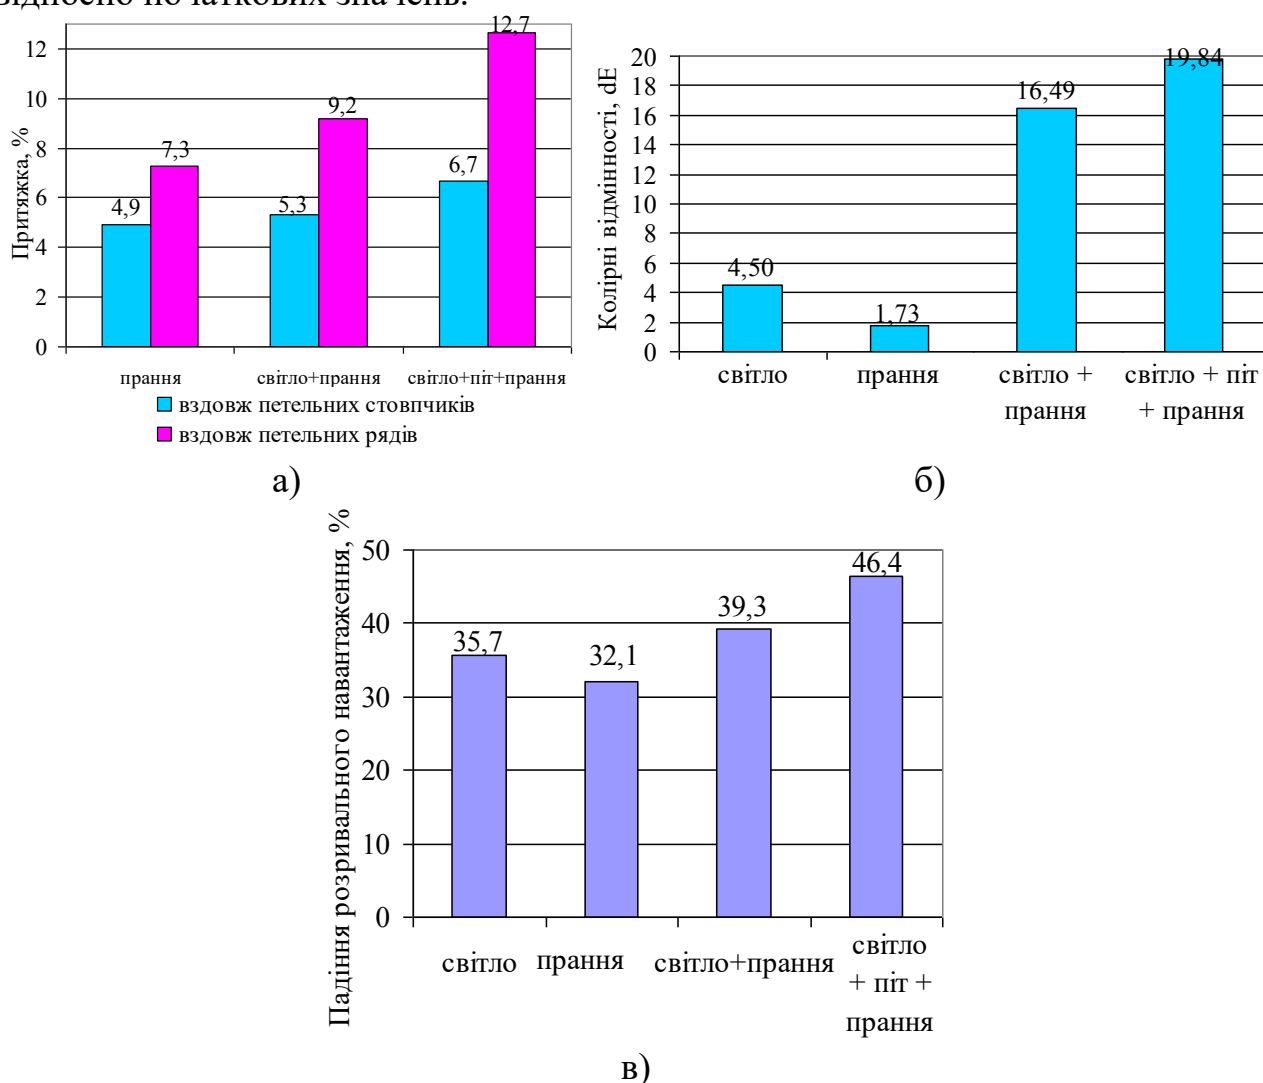 відносно початкових значень.
Притяжка, %
12
10
8
6
4
2
0
4,9
7,3
5,3
9,2
6,7
12,7
прання
світло+прання
світло+піт+прання
вздовж петельних стовпчиків
вздовж петельних рядів
а)
Колірні відмінності, dE
20
18
16
14
12
10
8
6
4
2
0
4,50
1,73
16,49
19,84
світло
прання
світло +
прання
світло + піт
+ прання
б)
Падіння розривального навантаження, %
50
40
30
20
10
0
35,7
32,1
39,3
46,4
світло
прання
світло+прання
світло
+ піт +
прання
в)